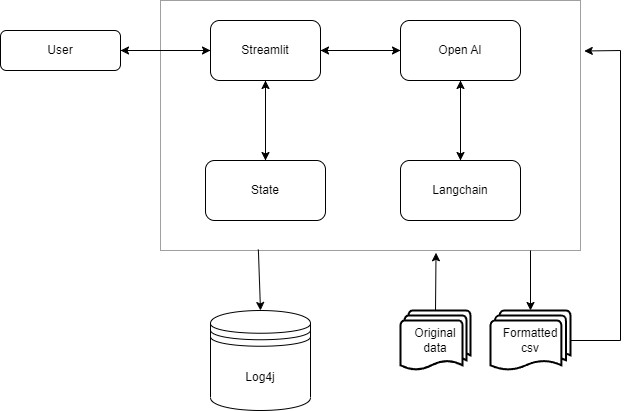 User
Streamlit
Open AI
State
Langchain
Log4j
Original
data
Formatted
csv